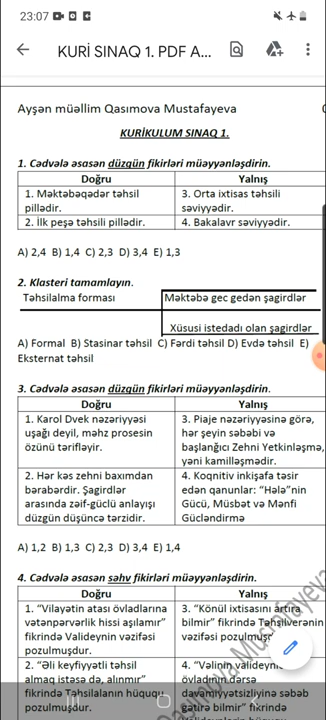 23:07
KURİ SINAQ 1. PDF A...
Ayşən müəllim Qasımova Mustafayeva
KURİKULUM SINAQ 1.
1. Cədvələ əsasən düzgün fikirləri müəyyənləşdirin.
Doğru Yalnış
1. Məktəbəqədər təhsil pillədir.
3. Orta ixtisas təhsili səviyyədir.
2. İlk peşə təhsili pillədir.
4. Bakalavr səviyyədir.
A) 2,4 B) 1,4 C) 2,3 D) 3,4 E) 1,3
2. Klasteri tamamlayın.
Təhsilalma forması Məktəbə gec gedən şagirdlər
Xüsusi istedadı olan şagirdlər
A) Formal B) Stasinar təhsil C) Fərdi təhsil D) Evdə təhsil E)
Eksternat təhsil
3. Cədvələ əsasən düzgün fikirləri müəyyənləşdirin.
Doğru Yalnış
1. Karol Dvek nəzəriyyəsi
uşağı deyil, məhz prosesin
özünü tərifləyir.
3. Piaje nəzəriyyəsinə görə,
hər şeyin səbəbi və
başlanğıcı Zehni Yetkinləşmə,
yəni kamilləşmədir.
2. Hər kəs zehni baxımdan
bərabərdir. Şagirdlər
arasında zəif-güclü anlayışı
düzgün düşüncə tərzidir.
4. Koqnitiv inkişafa təsir
edən qanunlar: "Hələ"nin
Gücü, Müsbət və Mənfi
Gücləndirmə
A) 1,2 B) 1,3 C) 2,3 D) 3,4 E) 1,4
4. Cədvələ əsasən səhv fikirləri müəyyənləşdirin.
Doğru Yalnış
1. "Vilayətin atası övladlarına
vətənpərvərlik hissi aşılamır"
fikrində Valideynin vəzifəsi
pozulmuşdur.
3. "Könül ixtisasını artıra
bilmir" fikrində Təhsilverənin
vəzifəsi pozulmuşd
2. "Əli keyfiyyətli təhsil
almaq istəsə də, alınmır"
fikrində Təhsilalanın hüququ
pozulmuşdur.
4. "Vəlinin valideyni
övladının dərsə
davamiyyətsizliyinə səbəb
gətirə bilmir" fikrində